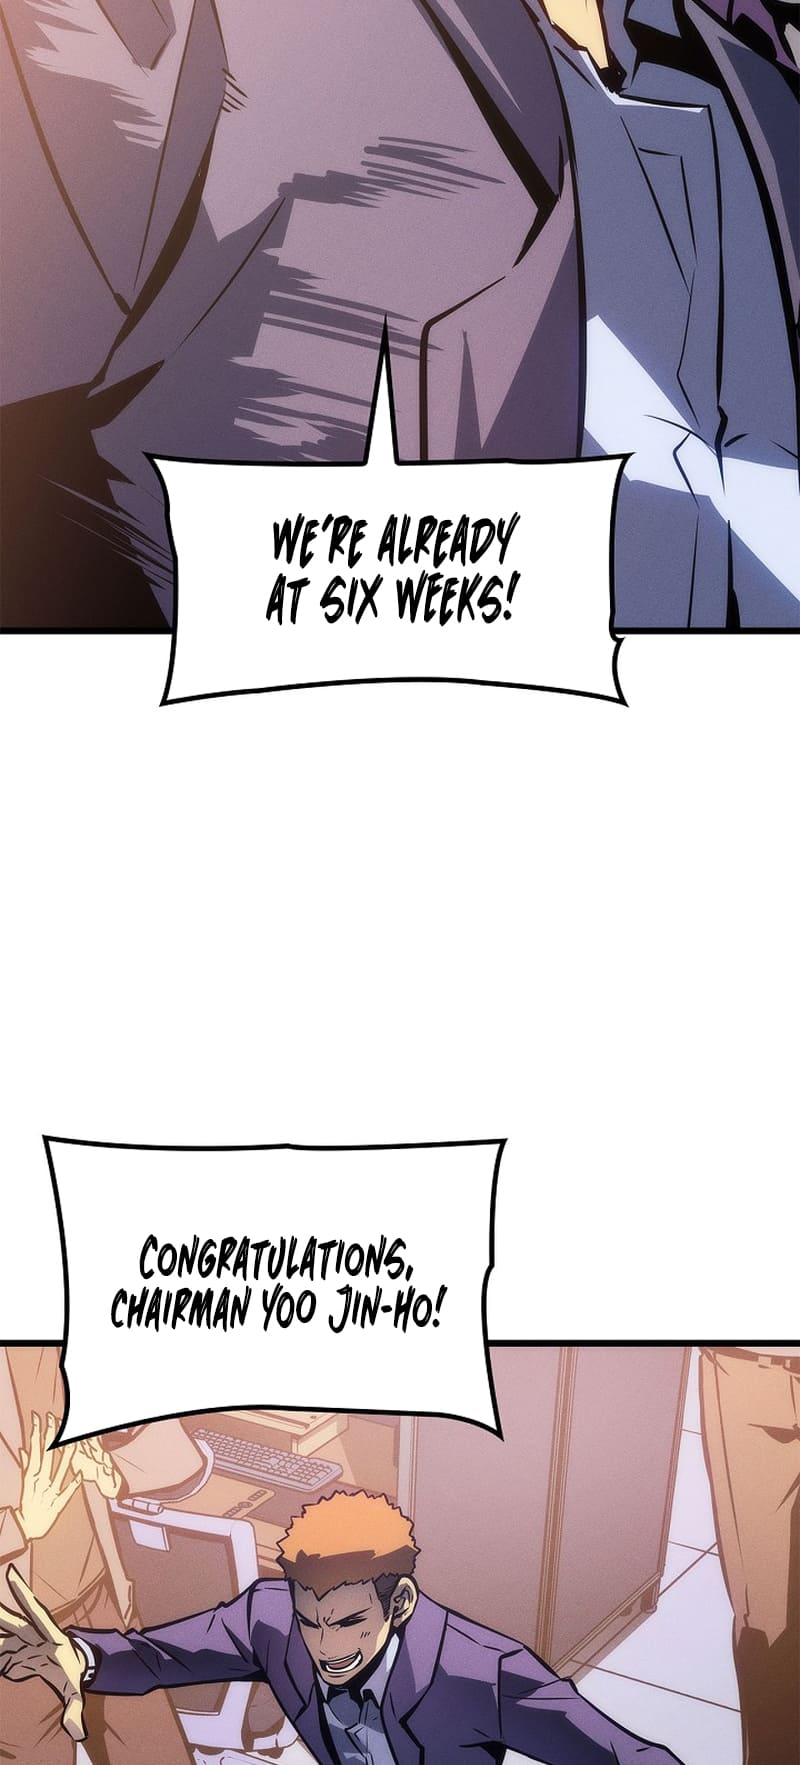 WE'RE ALREADY
AT SIX WEEKS!
CONGRATULATIONS,
CHAIRMAN YOO JIN-HO!